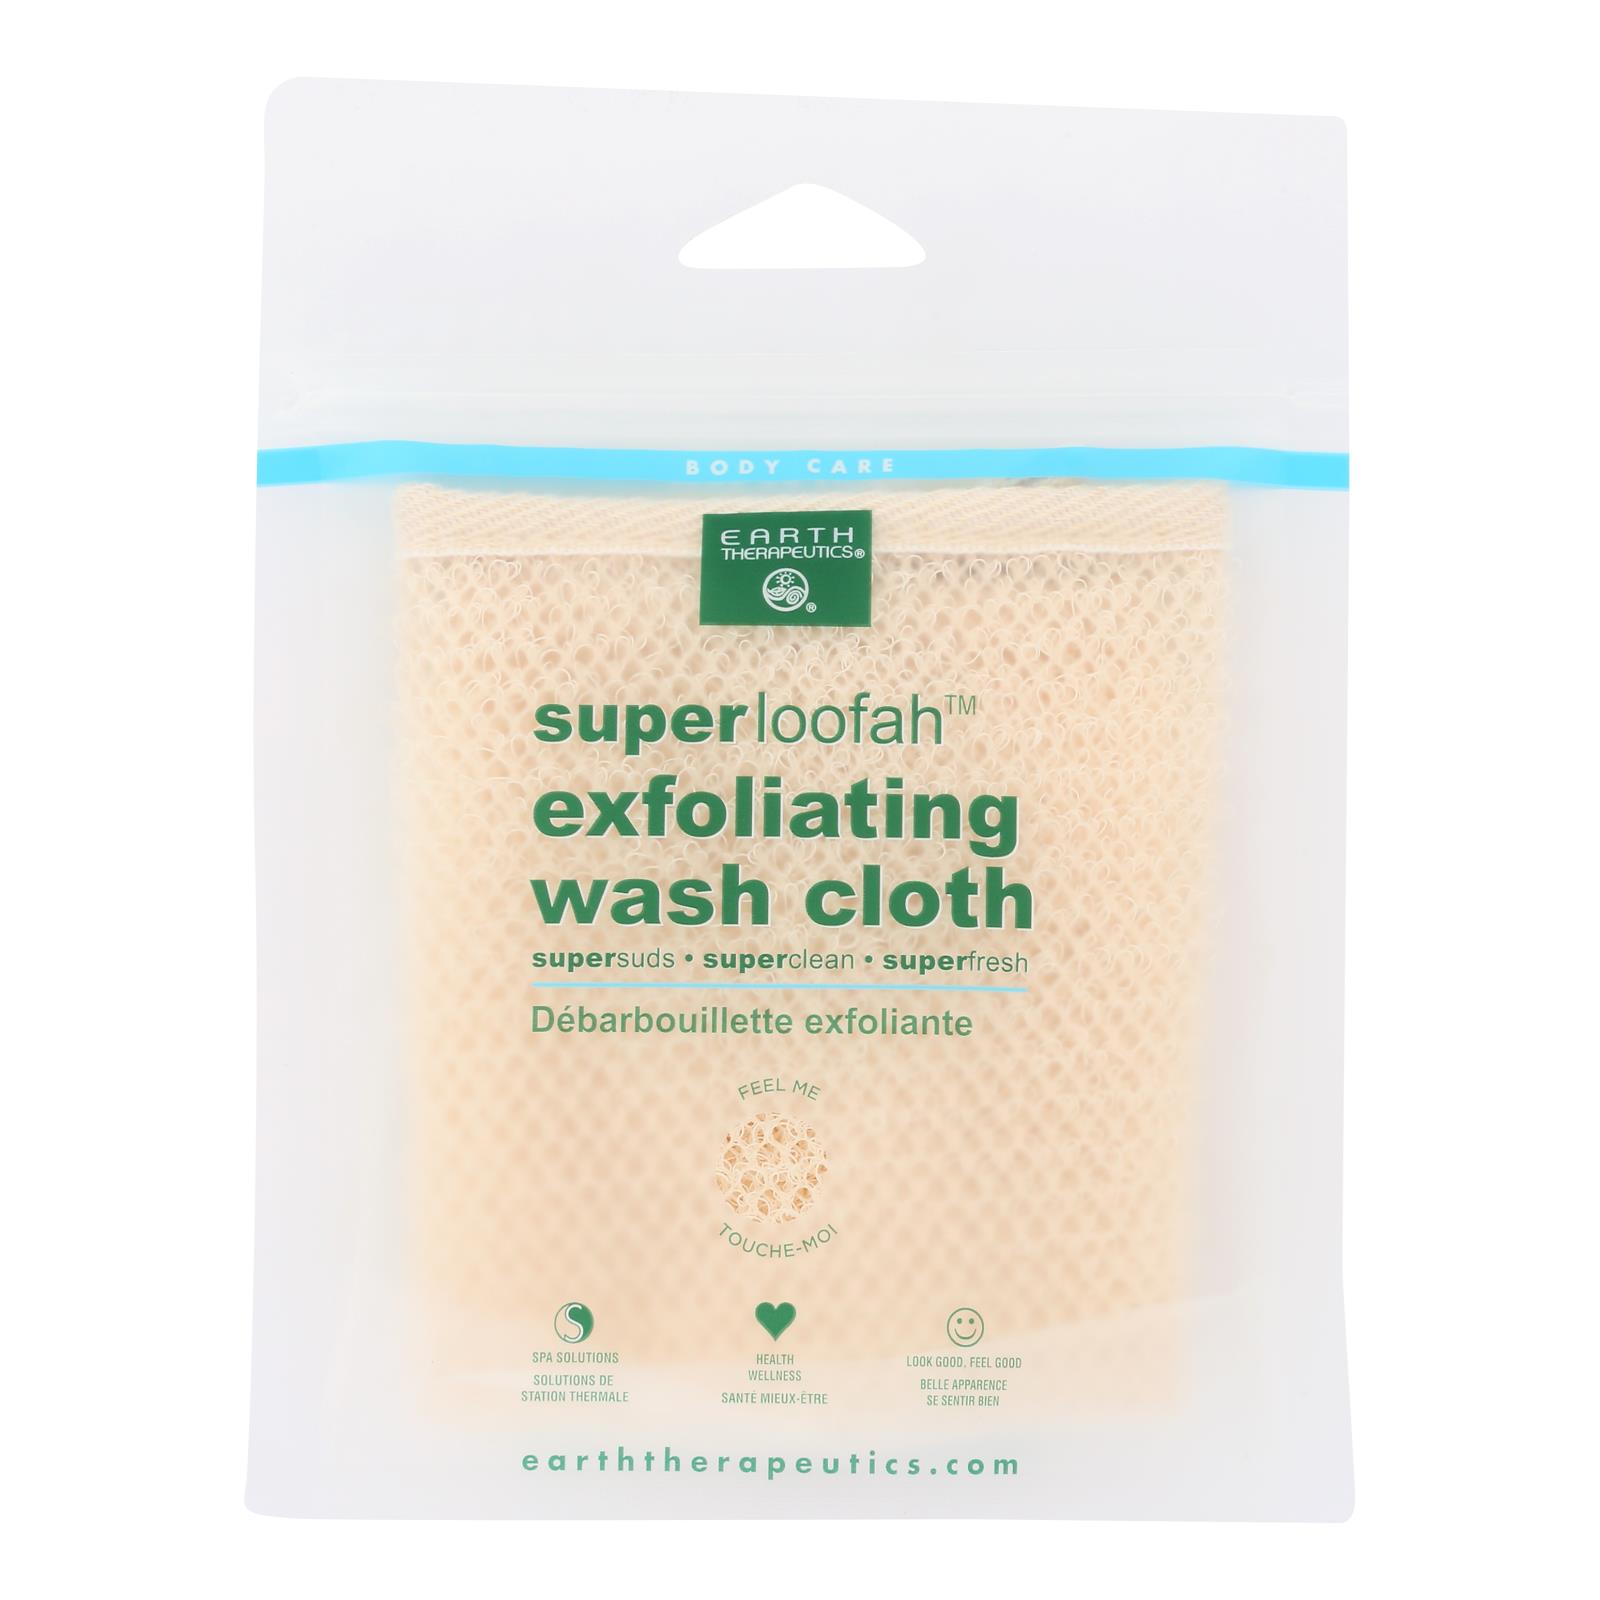 BODY CARE
EARTH
THERAPEUTICS®
®
superloofah™
exfoliating
wash cloth
supersuds • superclean • superfresh
Débarbouillette exfoliante
FEEL ME
TOUCHE-MOI
S
SPA SOLUTIONS
SOLUTIONS DE
STATION THERMALE
HEALTH
WELLNESS
SANTÉ MIEUX-ÊTRE
LOOK GOOD, FEEL GOOD
BELLE APPARENCE
SE SENTIR BIEN
earththerapeutics.com